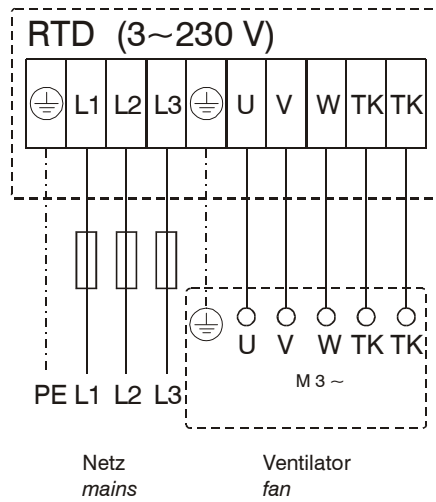 RTD (3~230 V)
L1 L2 L3 U V W TK TK
U V W TK TK
M 3 ~
PE L1 L2 L3
Netz Ventilator
mains fan